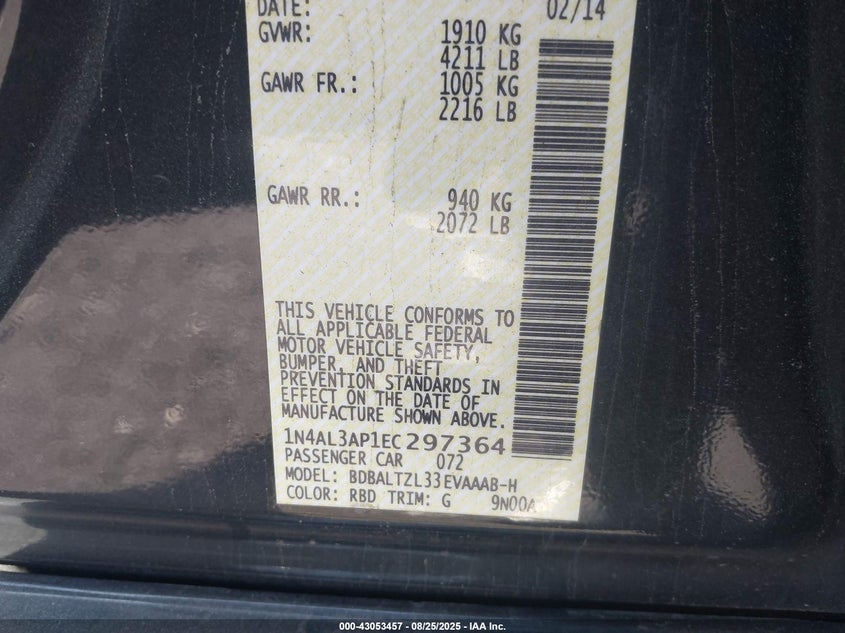 DATE: 02/14
GVWR: 1910 KG
4211 LB
GAWR FR.: 1005 KG
2216 LB
GAWR RR.: 940 KG
2072 LB
THIS VEHICLE CONFORMS TO
ALL APPLICABLE FEDERAL
MOTOR VEHICLE SAFETY,
BUMPER, AND THEFT
PREVENTION STANDARDS IN
EFFECT ON THE DATE OF
MANUFACTURE SHOWN ABOVE.
1N4AL3AP1EC297364
PASSENGER CAR 072
MODEL: BDBALTZL33EVAAAB-H
COLOR: RBD TRIM: G 9N00A
000-43053457 - 08/25/2025 - IAA Inc.